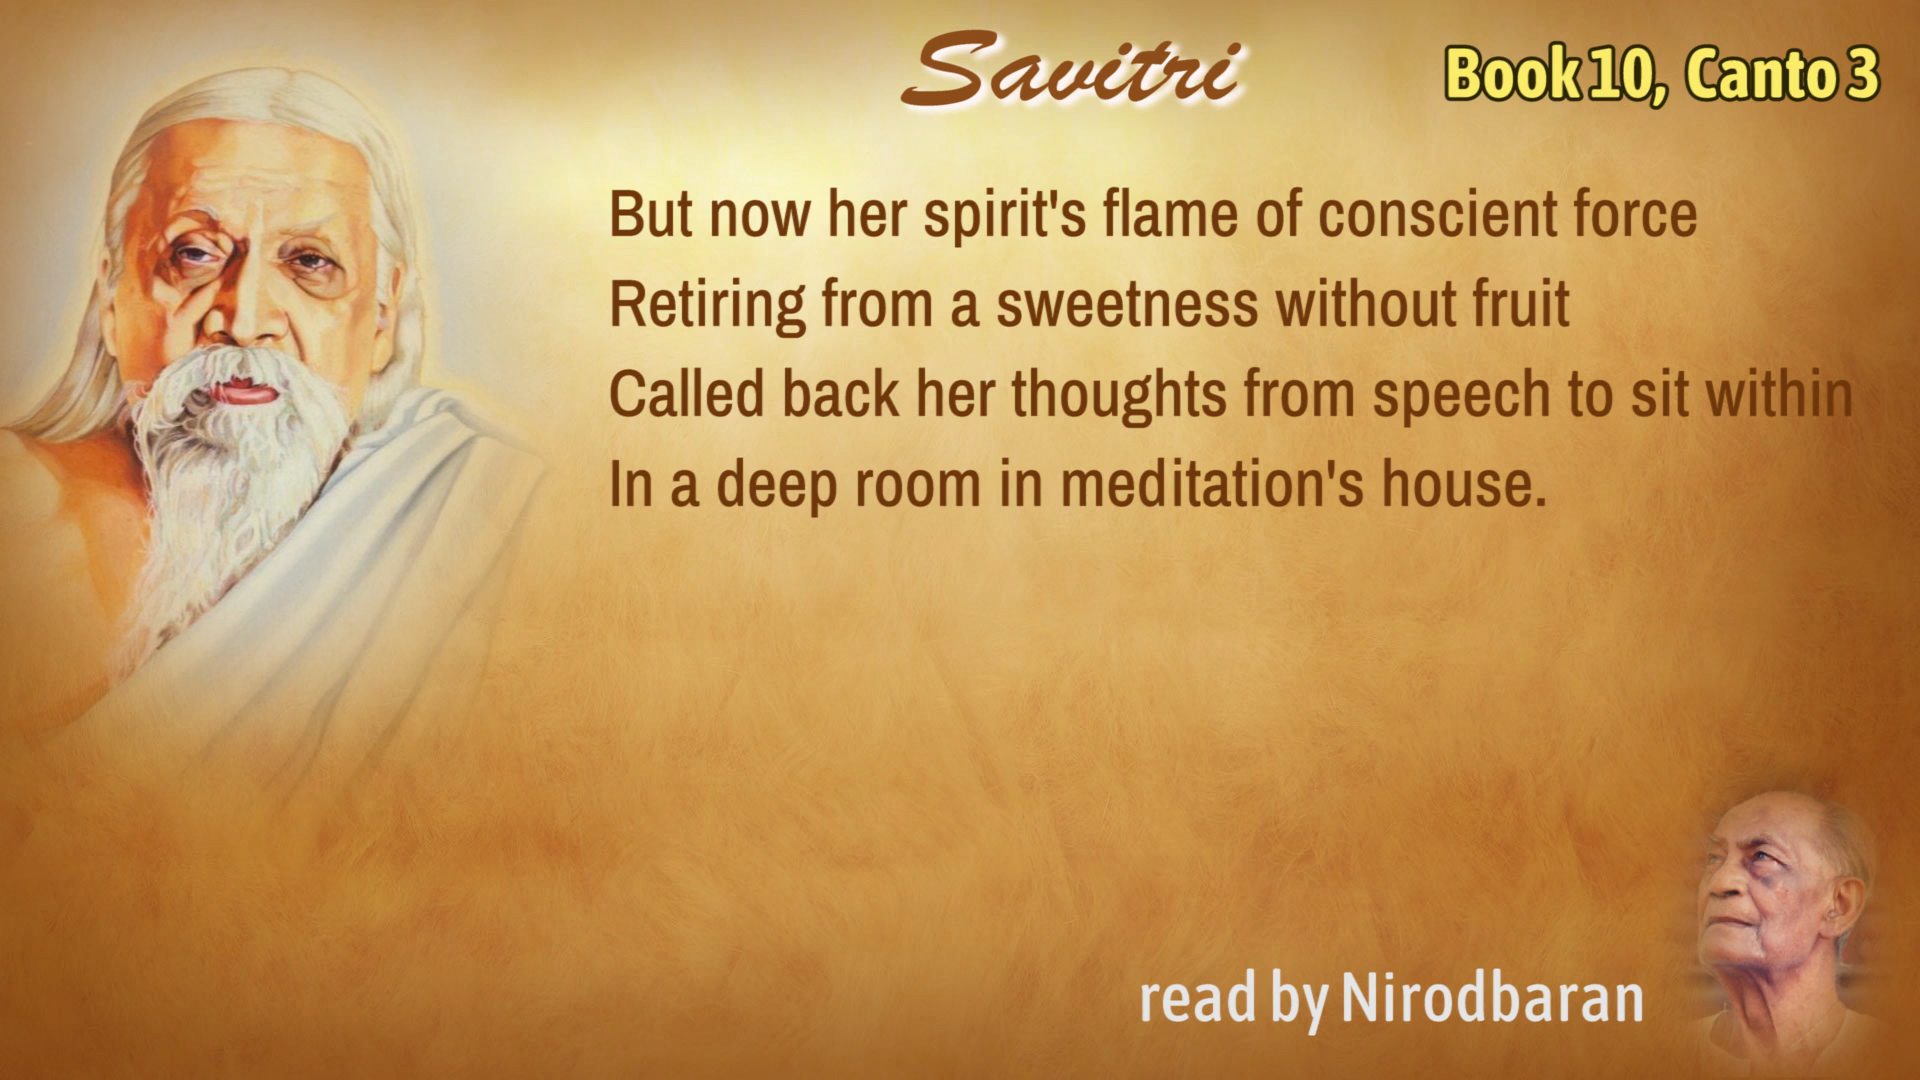 Savitri
Book 10, Canto 3
But now her spirit's flame of conscient force
Retiring from a sweetness without fruit
Called back her thoughts from speech to sit within
In a deep room in meditation's house.
read by Nirodbaran